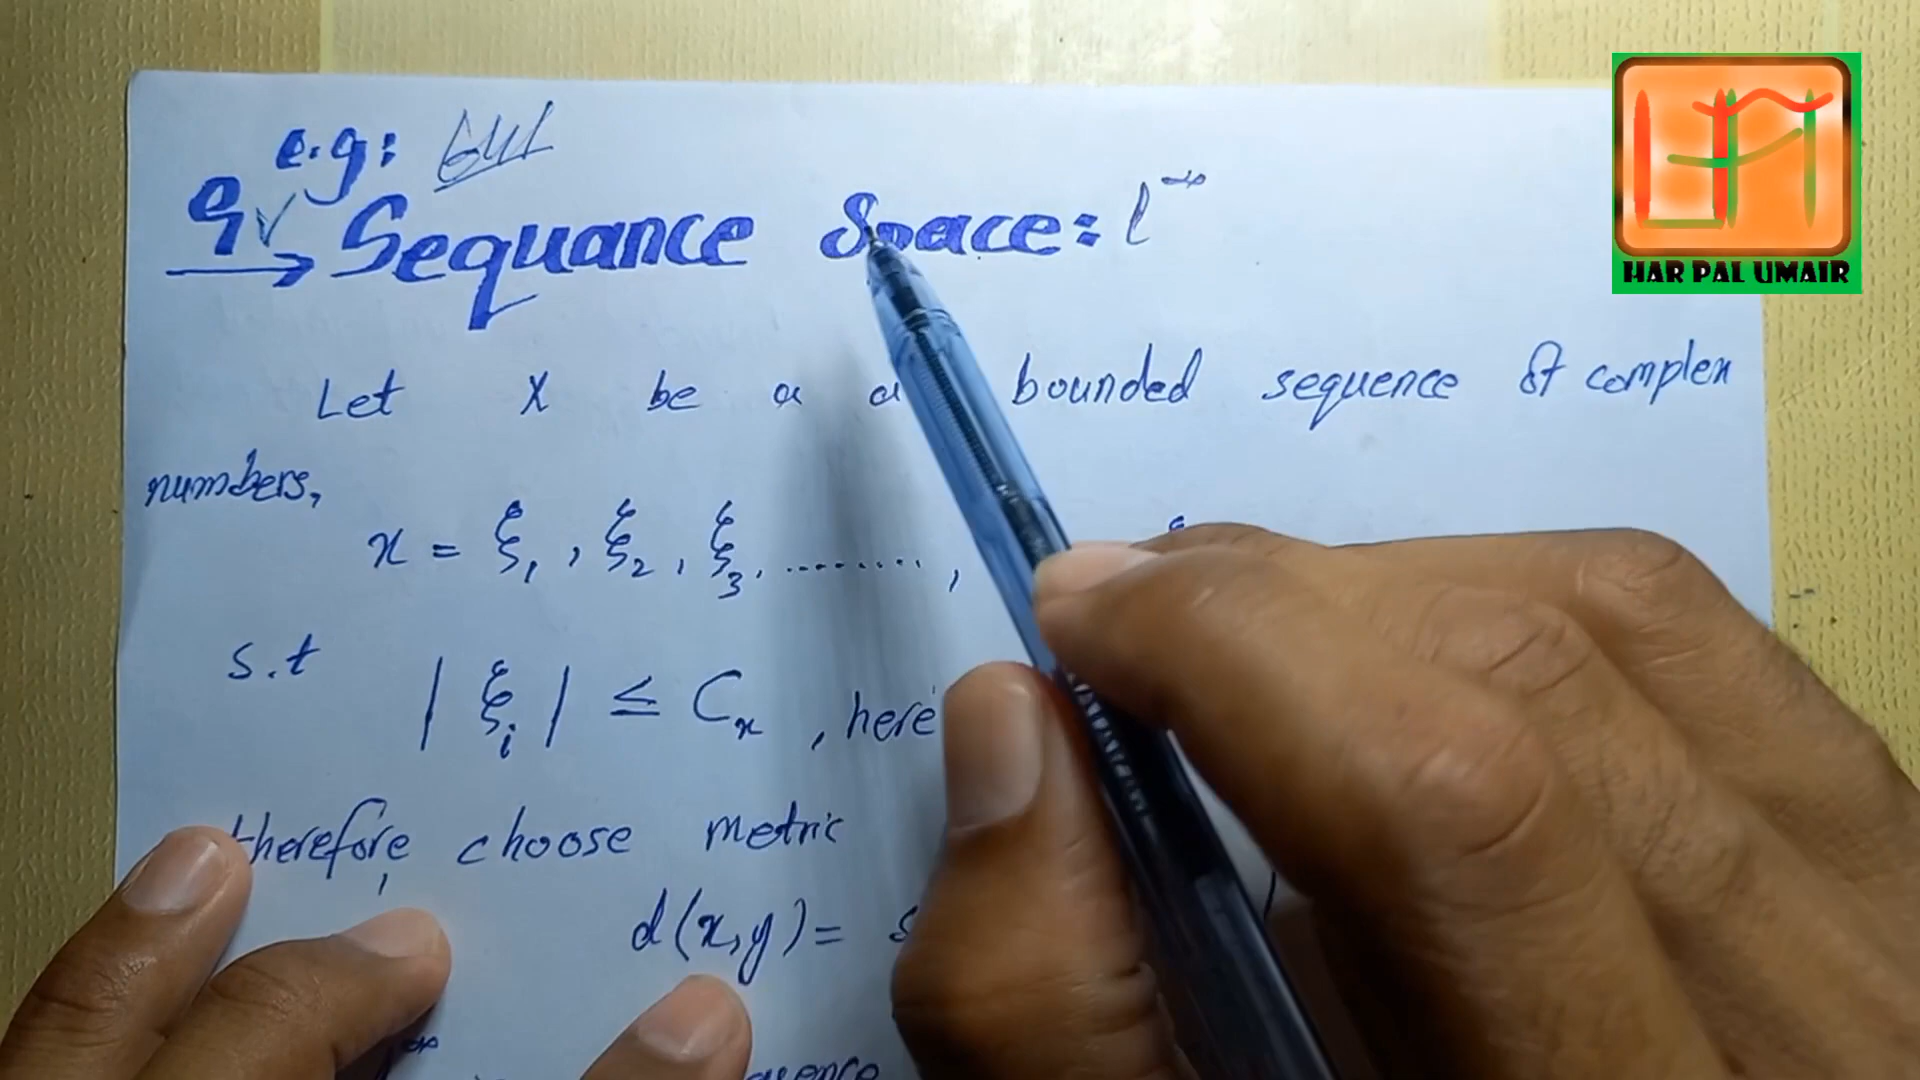 e.g:
Sequance Space: l^∞
Let X be a bounded sequence of complex
numbers,
x = ξ₁, ξ₂, ξ₃, ........,
s.t |ξᵢ| ≤ Cₓ, here
therefore, choose metric
d(x,y) =
HAR PAL UMAIR